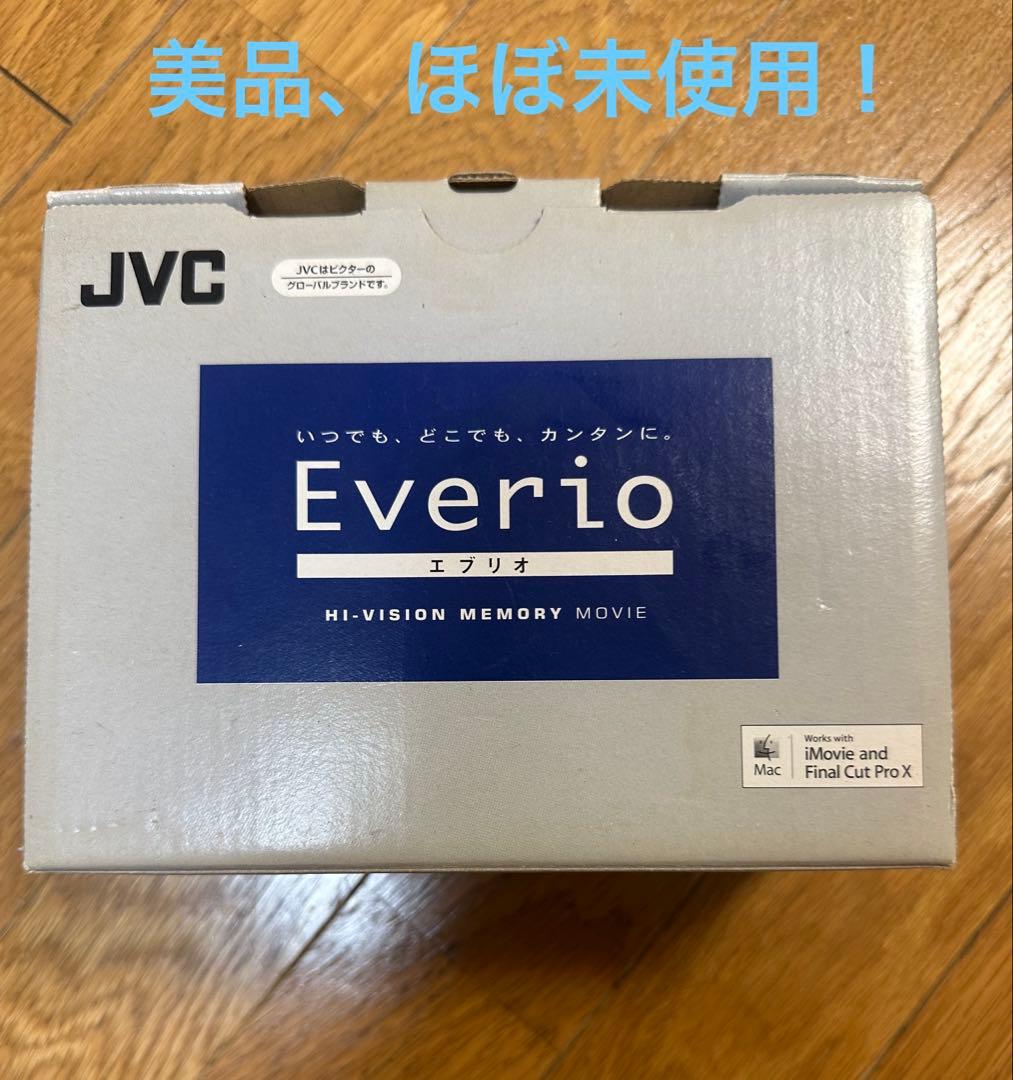 美品、ほぼ未使用！
JVC
JVCはビクターの
グローバルブランドです。
いつでも、どこでも、カンタンに。
Everio
エブリオ
HI-VISION MEMORY MOVIE
Works with
iMovie and
Final Cut Pro X
Mac